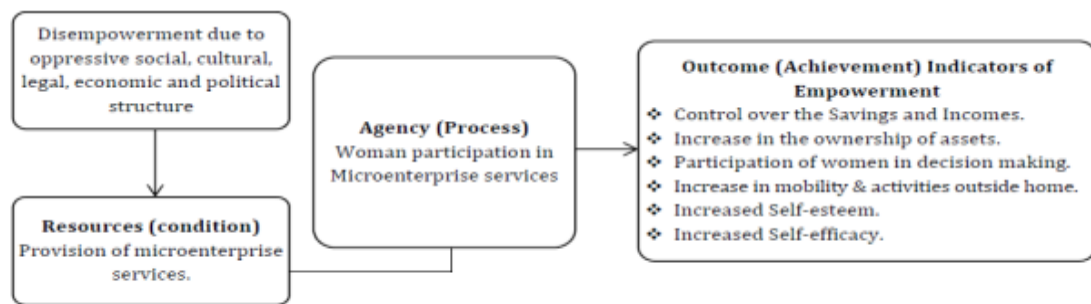 Disempowerment due to
oppressive social, cultural,
legal, economic and political
structure
Resources (condition)
Provision of microenterprise
services.
Agency (Process)
Woman participation in
Microenterprise services
Outcome (Achievement) Indicators of
Empowerment
❖ Control over the Savings and Incomes.
❖ Increase in the ownership of assets.
❖ Participation of women in decision making.
❖ Increase in mobility & activities outside home.
❖ Increased Self-esteem.
❖ Increased Self-efficacy.